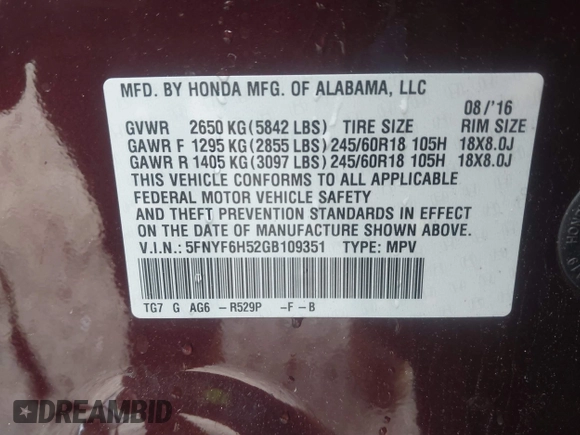 MFD. BY HONDA MFG. OF ALABAMA, LLC
08/'16
GVWR 2650 KG (5842 LBS) TIRE SIZE RIM SIZE
GAWR F 1295 KG (2855 LBS) 245/60R18 105H 18X8.0J
GAWR R 1405 KG (3097 LBS) 245/60R18 105H 18X8.0J
THIS VEHICLE CONFORMS TO ALL APPLICABLE
FEDERAL MOTOR VEHICLE SAFETY
AND THEFT PREVENTION STANDARDS IN EFFECT
ON THE DATE OF MANUFACTURE SHOWN ABOVE.
V.I.N.: 5FNYF6H52GB109351 TYPE: MPV
TG7 G AG6 -R529P -F-B
DREAMBID